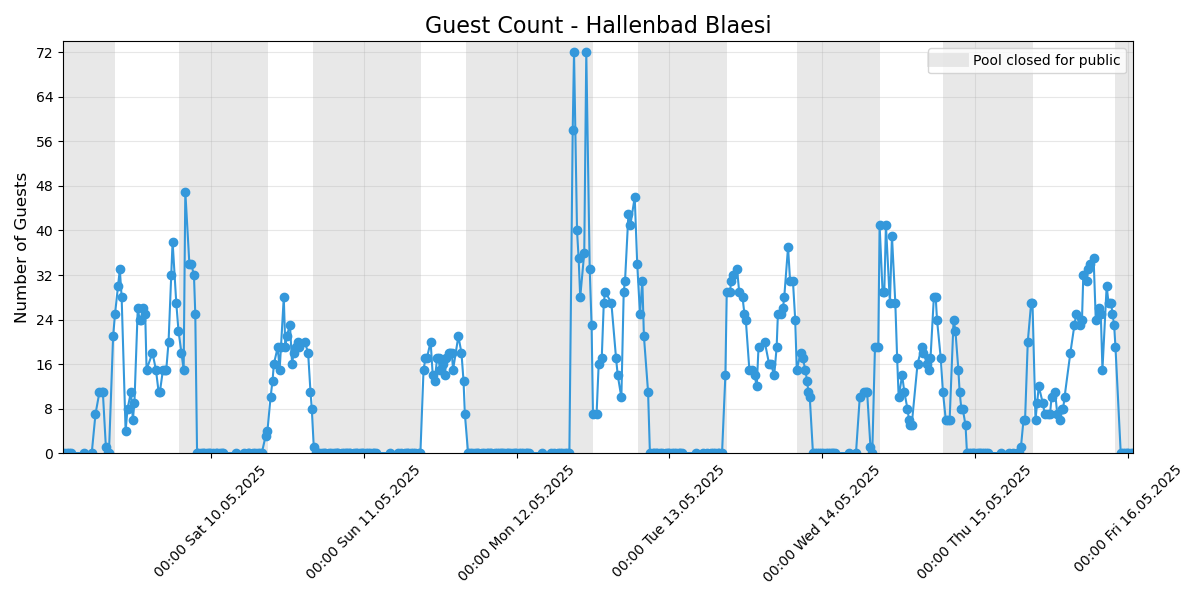 Guest Count - Hallenbad Blaesi
Pool closed for public
Number of Guests
72
64
56
48
40
32
24
16
8
0
00:00 Sat 10.05.2025
00:00 Sun 11.05.2025
00:00 Mon 12.05.2025
00:00 Tue 13.05.2025
00:00 Wed 14.05.2025
00:00 Thu 15.05.2025
00:00 Fri 16.05.2025